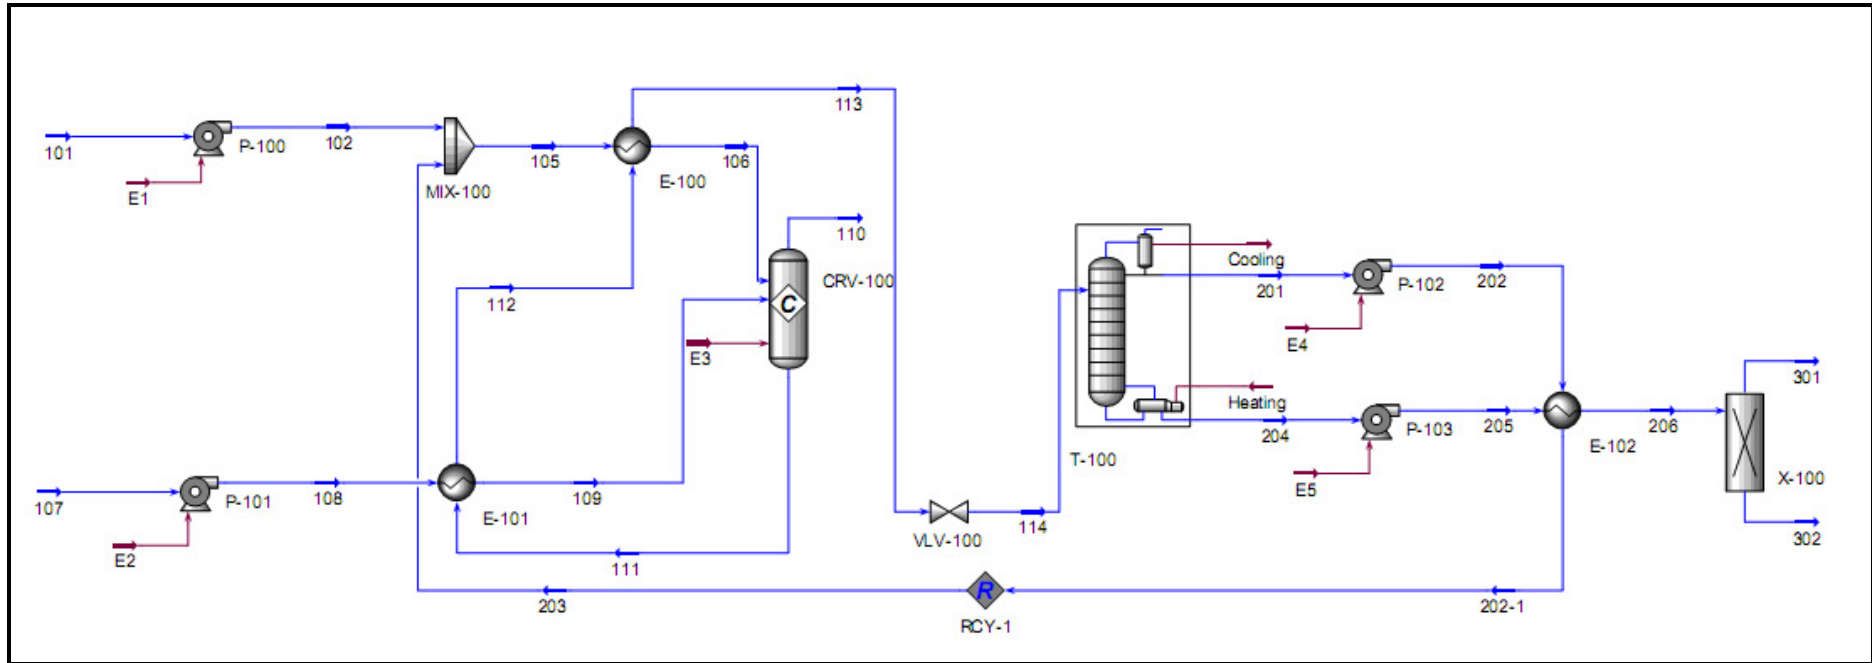 113
101
P-100
102
E1
MIX-100
105
E-100
106
110
CRV-100
C
112
E3
Cooling
201
P-102
202
E4
Heating
204
P-103
205
E5
T-100
E-102
206
301
X-100
302
107
P-101
108
E2
E-101
109
111
VLV-100
114
203
R
RCY-1
202-1